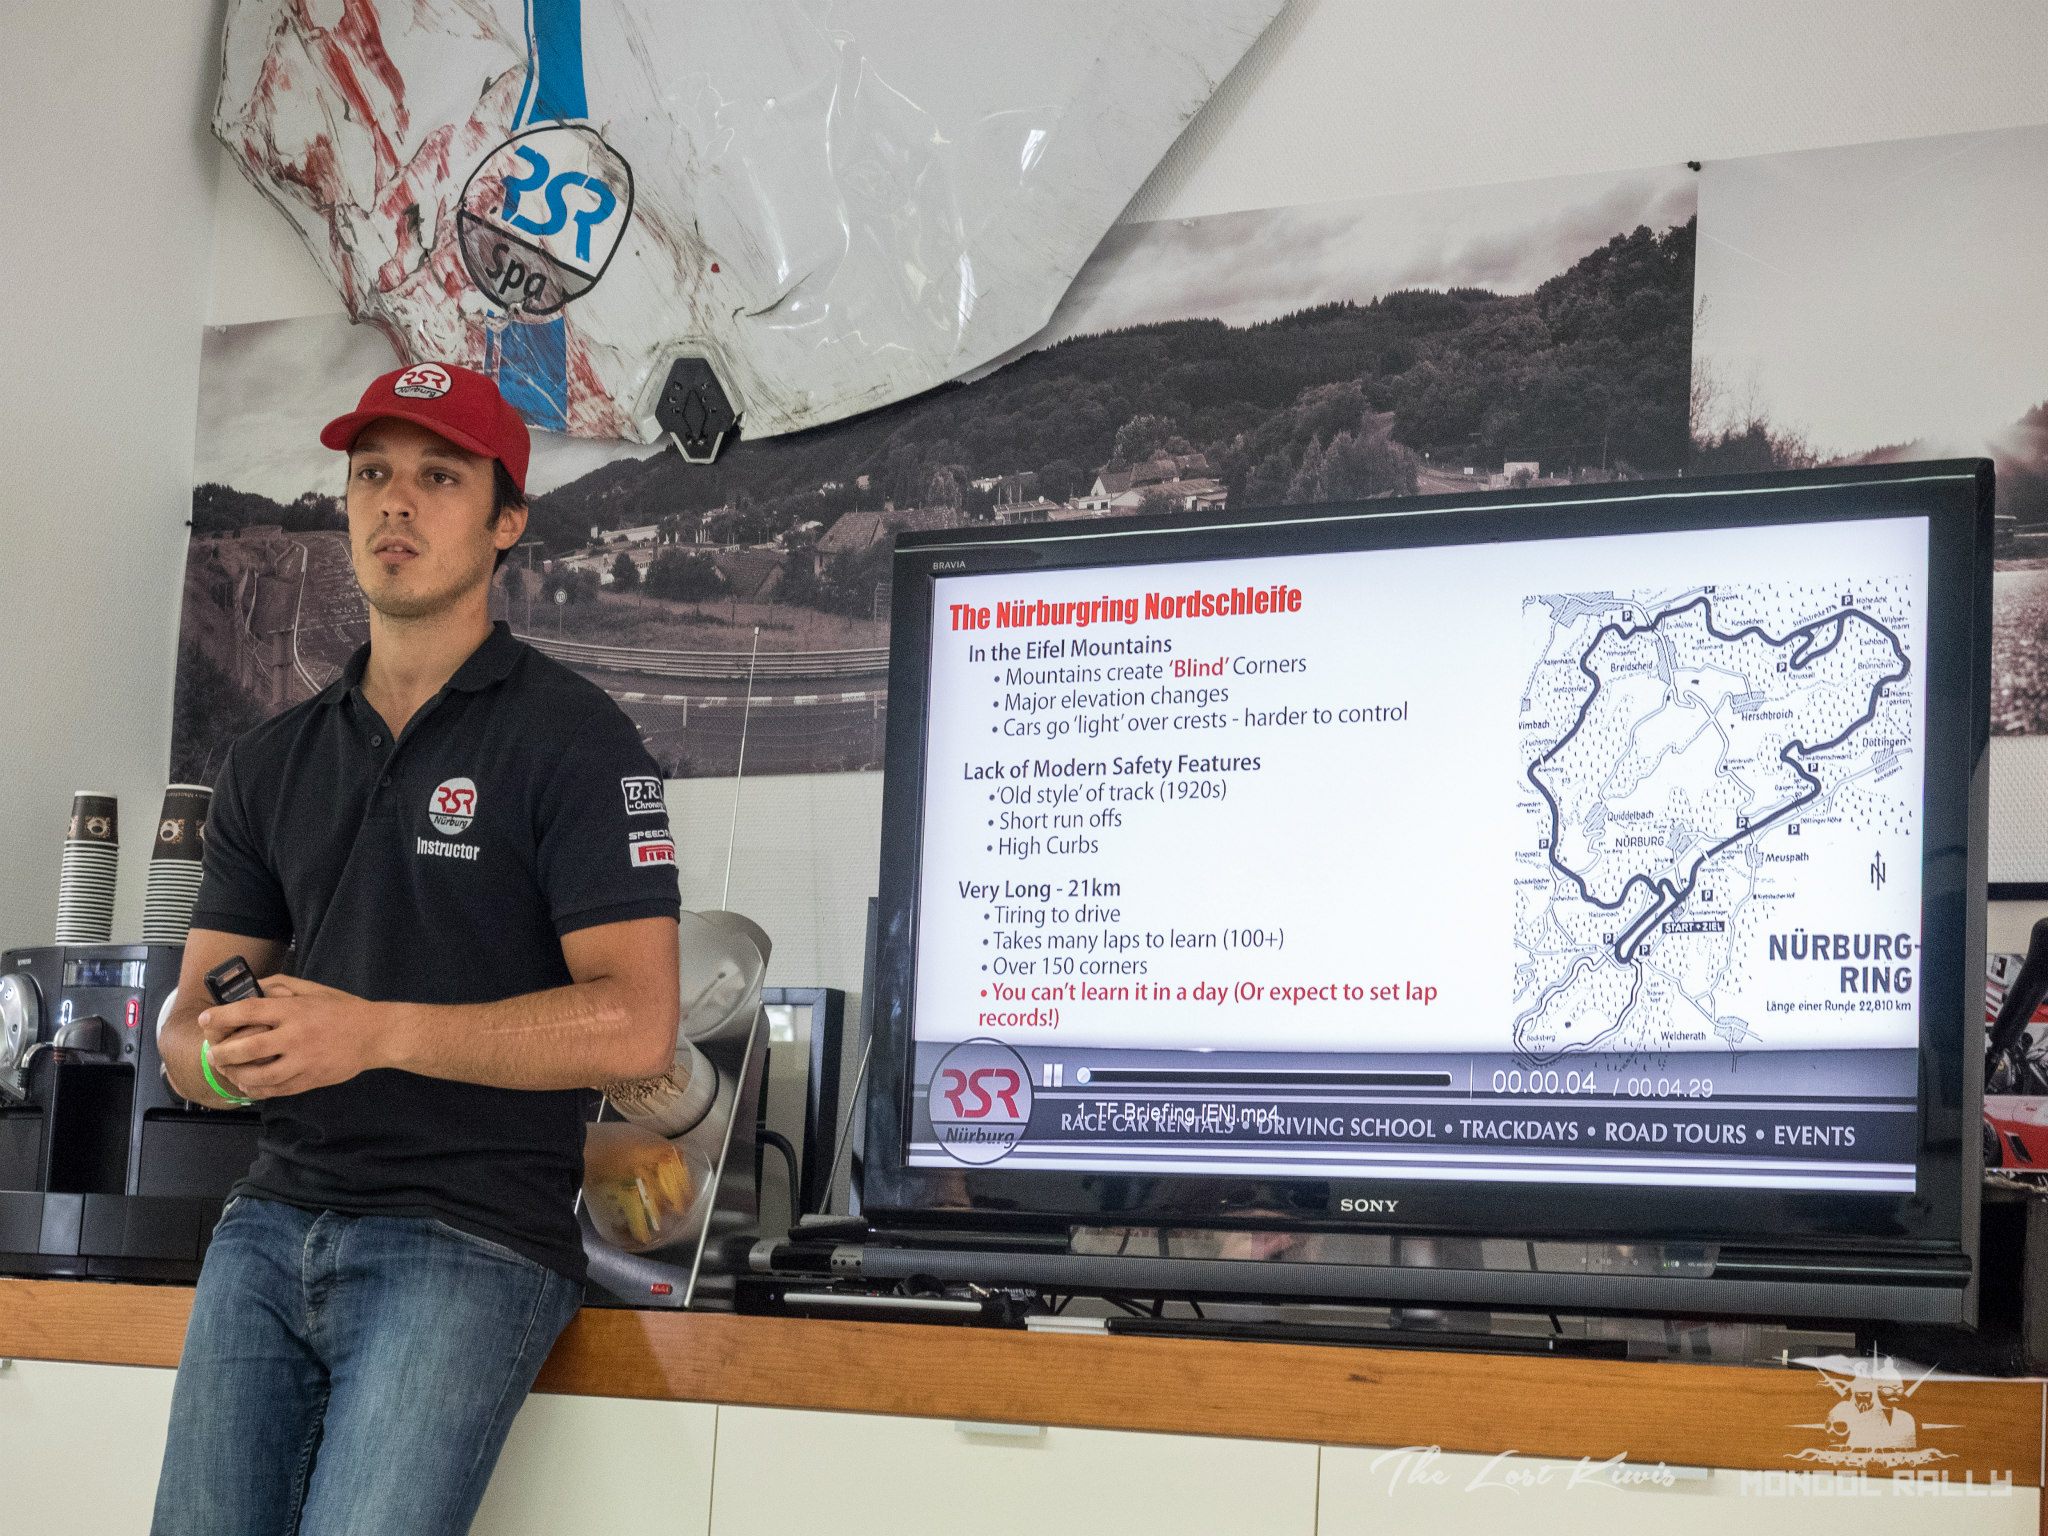 RSR
Spa
RSR
Nürburg
RSR
Nürburg
Instructor
PIRE
BRAVIA
The Nürburgring Nordschleife
In the Eifel Mountains
• Mountains create ‘Blind’ Corners
• Major elevation changes
• Cars go ‘light’ over crests - harder to control
Lack of Modern Safety Features
•‘Old style’ of track (1920s)
• Short run offs
• High Curbs
Very Long - 21km
• Tiring to drive
• Takes many laps to learn (100+)
• Over 150 corners
• You can’t learn it in a day (Or expect to set lap
records!)
Bergwerk
Breidscheid
Herschbroich
Döttingen
Quiddelbach
NÜRBURG
Meuspath
START + ZIEL
Welcherath
N
NÜRBURG-
RING
Länge einer Runde 22,810 km
00.00.04 / 00.04.29
1. TF Briefing [EN].mp4
RSR
Nürburg
RACE CAR RENTALS • DRIVING SCHOOL • TRACKDAYS • ROAD TOURS • EVENTS
SONY
The Lost Kiwis
MONGOL RALLY